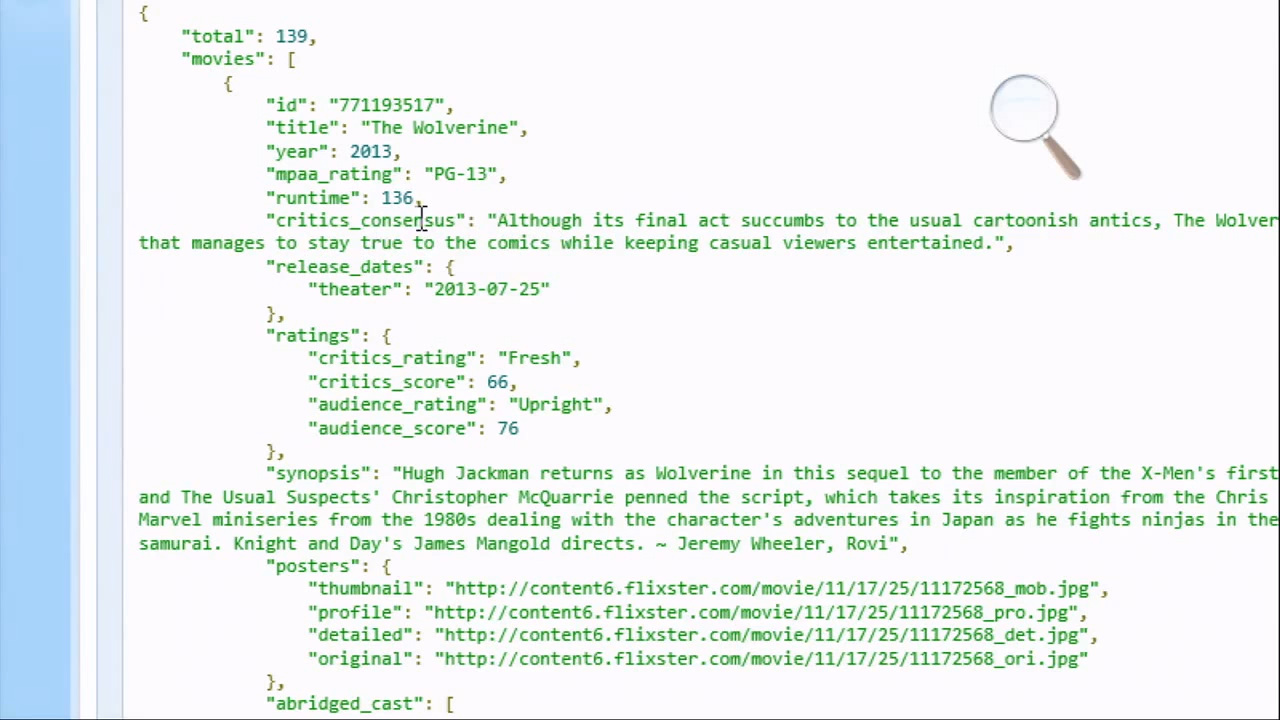 {
"total": 139,
"movies": [
{
"id": "771193517",
"title": "The Wolverine",
"year": 2013,
"mpaa_rating": "PG-13",
"runtime": 136,
"critics_consensus": "Although its final act succumbs to the usual cartoonish antics, The Wolver
that manages to stay true to the comics while keeping casual viewers entertained.",
"release_dates": {
"theater": "2013-07-25"
},
"ratings": {
"critics_rating": "Fresh",
"critics_score": 66,
"audience_rating": "Upright",
"audience_score": 76
},
"synopsis": "Hugh Jackman returns as Wolverine in this sequel to the member of the X-Men's first
and The Usual Suspects' Christopher McQuarrie penned the script, which takes its inspiration from the Chris
Marvel miniseries from the 1980s dealing with the character's adventures in Japan as he fights ninjas in the
samurai. Knight and Day's James Mangold directs. ~ Jeremy Wheeler, Rovi",
"posters": {
"thumbnail": "http://content6.flixster.com/movie/11/17/25/11172568_mob.jpg",
"profile": "http://content6.flixster.com/movie/11/17/25/11172568_pro.jpg",
"detailed": "http://content6.flixster.com/movie/11/17/25/11172568_det.jpg",
"original": "http://content6.flixster.com/movie/11/17/25/11172568_ori.jpg"
},
"abridged_cast": [